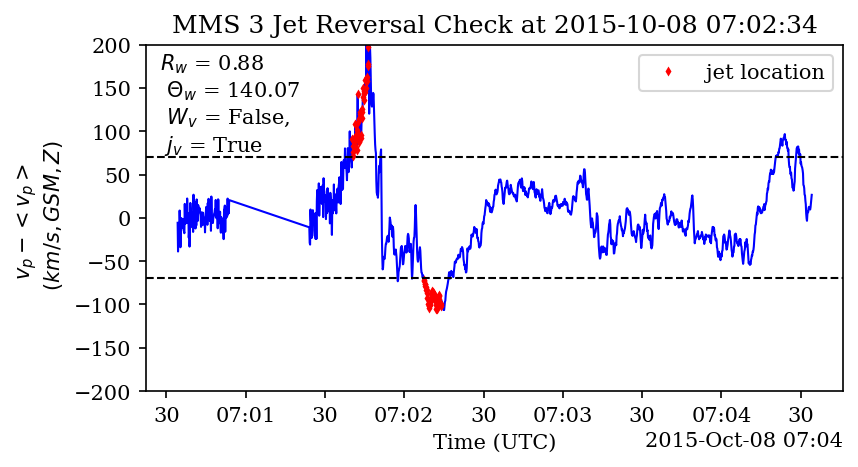 MMS 3 Jet Reversal Check at 2015-10-08 07:02:34
200
150
100
50
0
−50
−100
−150
−200
v_p − < v_p >
(km/s, GSM, Z)
R_w = 0.88
Θ_w = 140.07
W_v = False,
j_v = True
jet location
30 07:01 30 07:02 30 07:03 30 07:04 30
Time (UTC)
2015-Oct-08 07:04